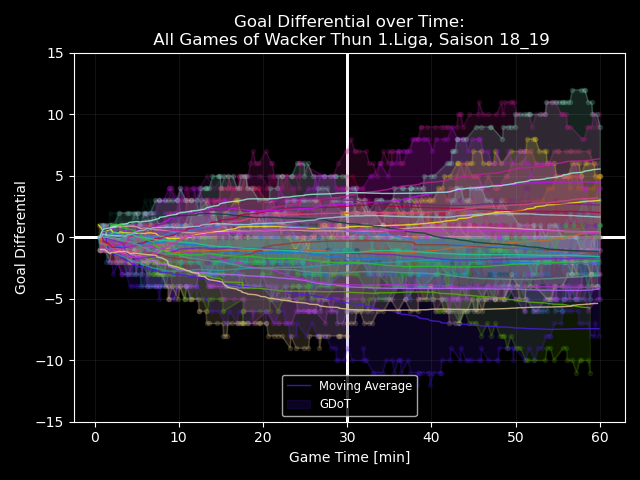 Goal Differential over Time:
All Games of Wacker Thun 1.Liga, Saison 18_19
Goal Differential
15
10
5
0
−5
−10
−15
0 10 20 30 40 50 60
Game Time [min]
Moving Average
GDoT